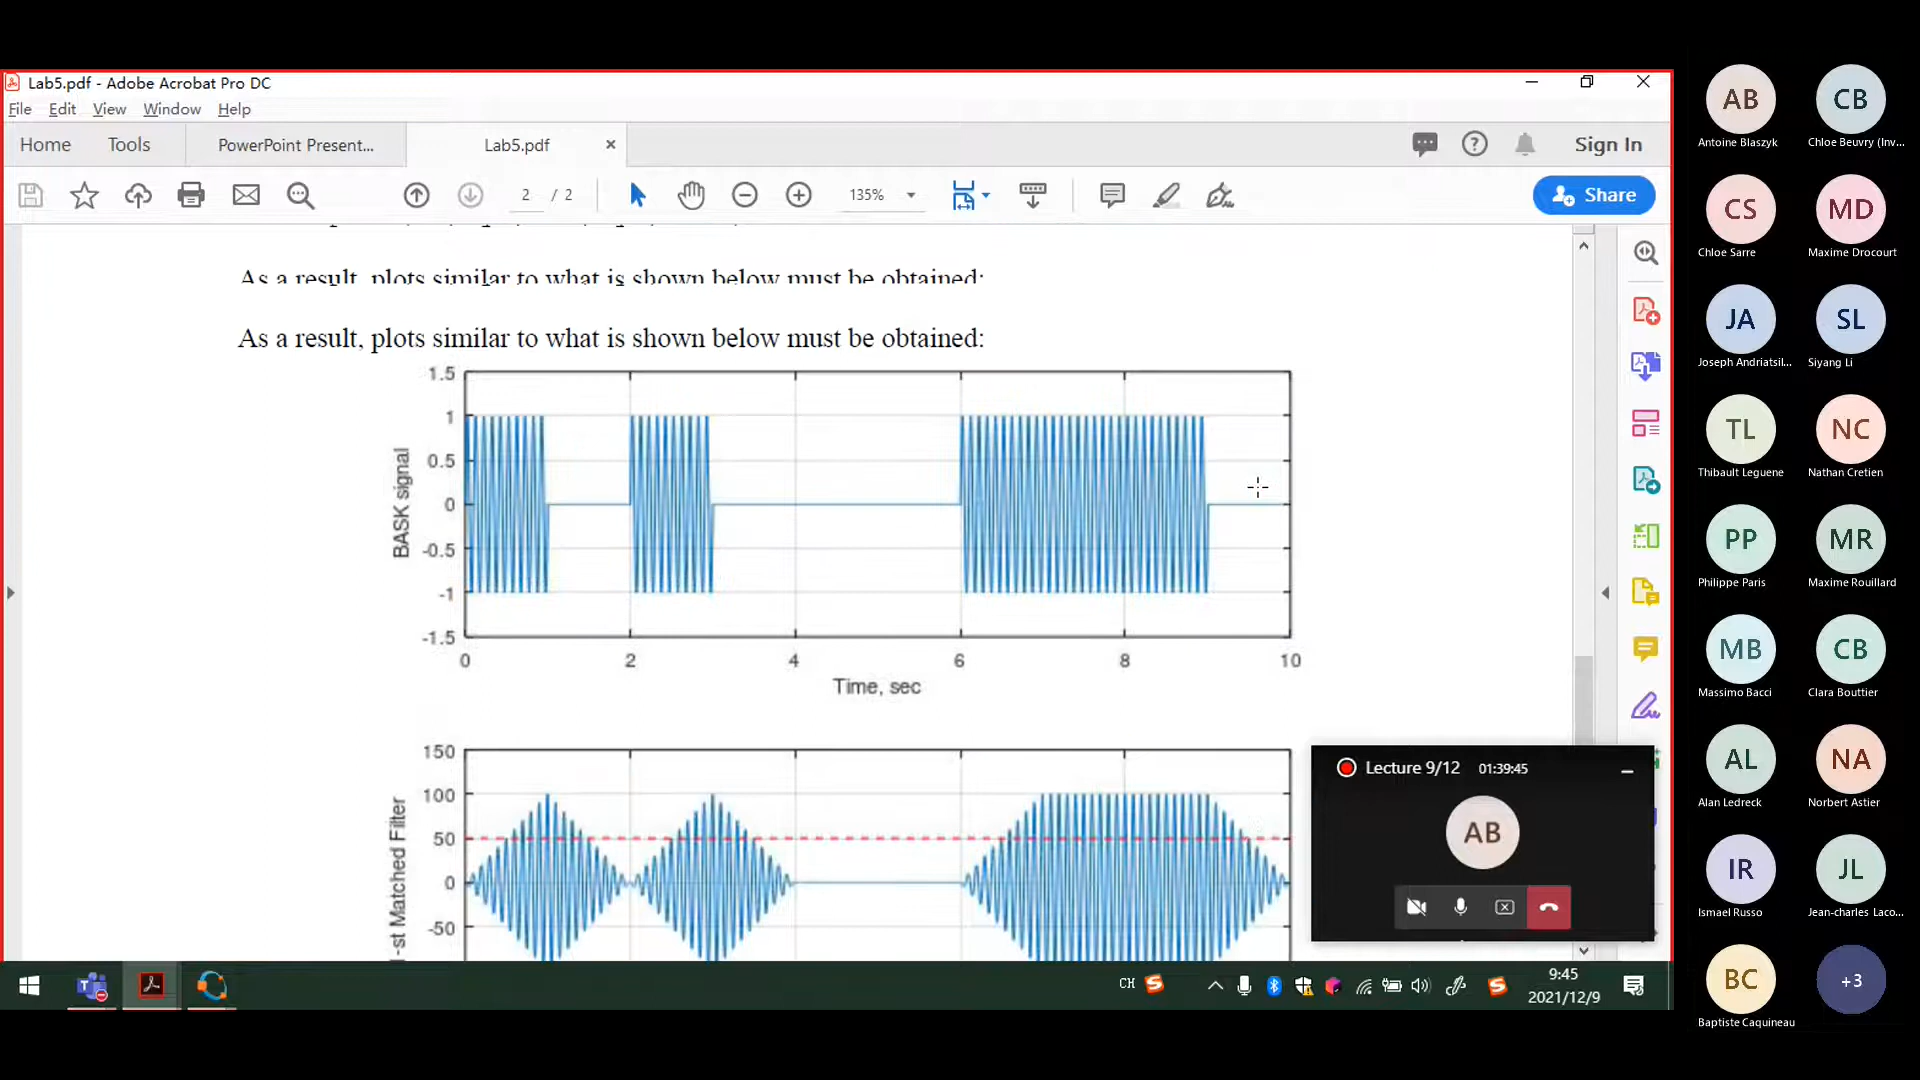 Lab5.pdf - Adobe Acrobat Pro DC
File Edit View Window Help
Home Tools PowerPoint Present... Lab5.pdf Sign In
2 / 2 135% Share
As a result, plots similar to what is shown below must be obtained:
As a result, plots similar to what is shown below must be obtained:
1.5
1
0.5
0
-0.5
-1
-1.5
BASK signal
0 2 4 6 8 10
Time, sec
150
100
50
0
-50
-st Matched Filter
Lecture 9/12 01:39:45
AB
CH
9:45
2021/12/9
AB CB
Antoine Blaszyk Chloe Beuvry (Inv...
CS MD
Chloe Sarre Maxime Drocourt
JA SL
Joseph Andriatsil... Siyang Li
TL NC
Thibault Leguene Nathan Cretien
PP MR
Philippe Paris Maxime Rouillard
MB CB
Massimo Bacci Clara Bouttier
AL NA
Alan Ledreck Norbert Astier
IR JL
Ismael Russo Jean-charles Laco...
BC +3
Baptiste Caquineau